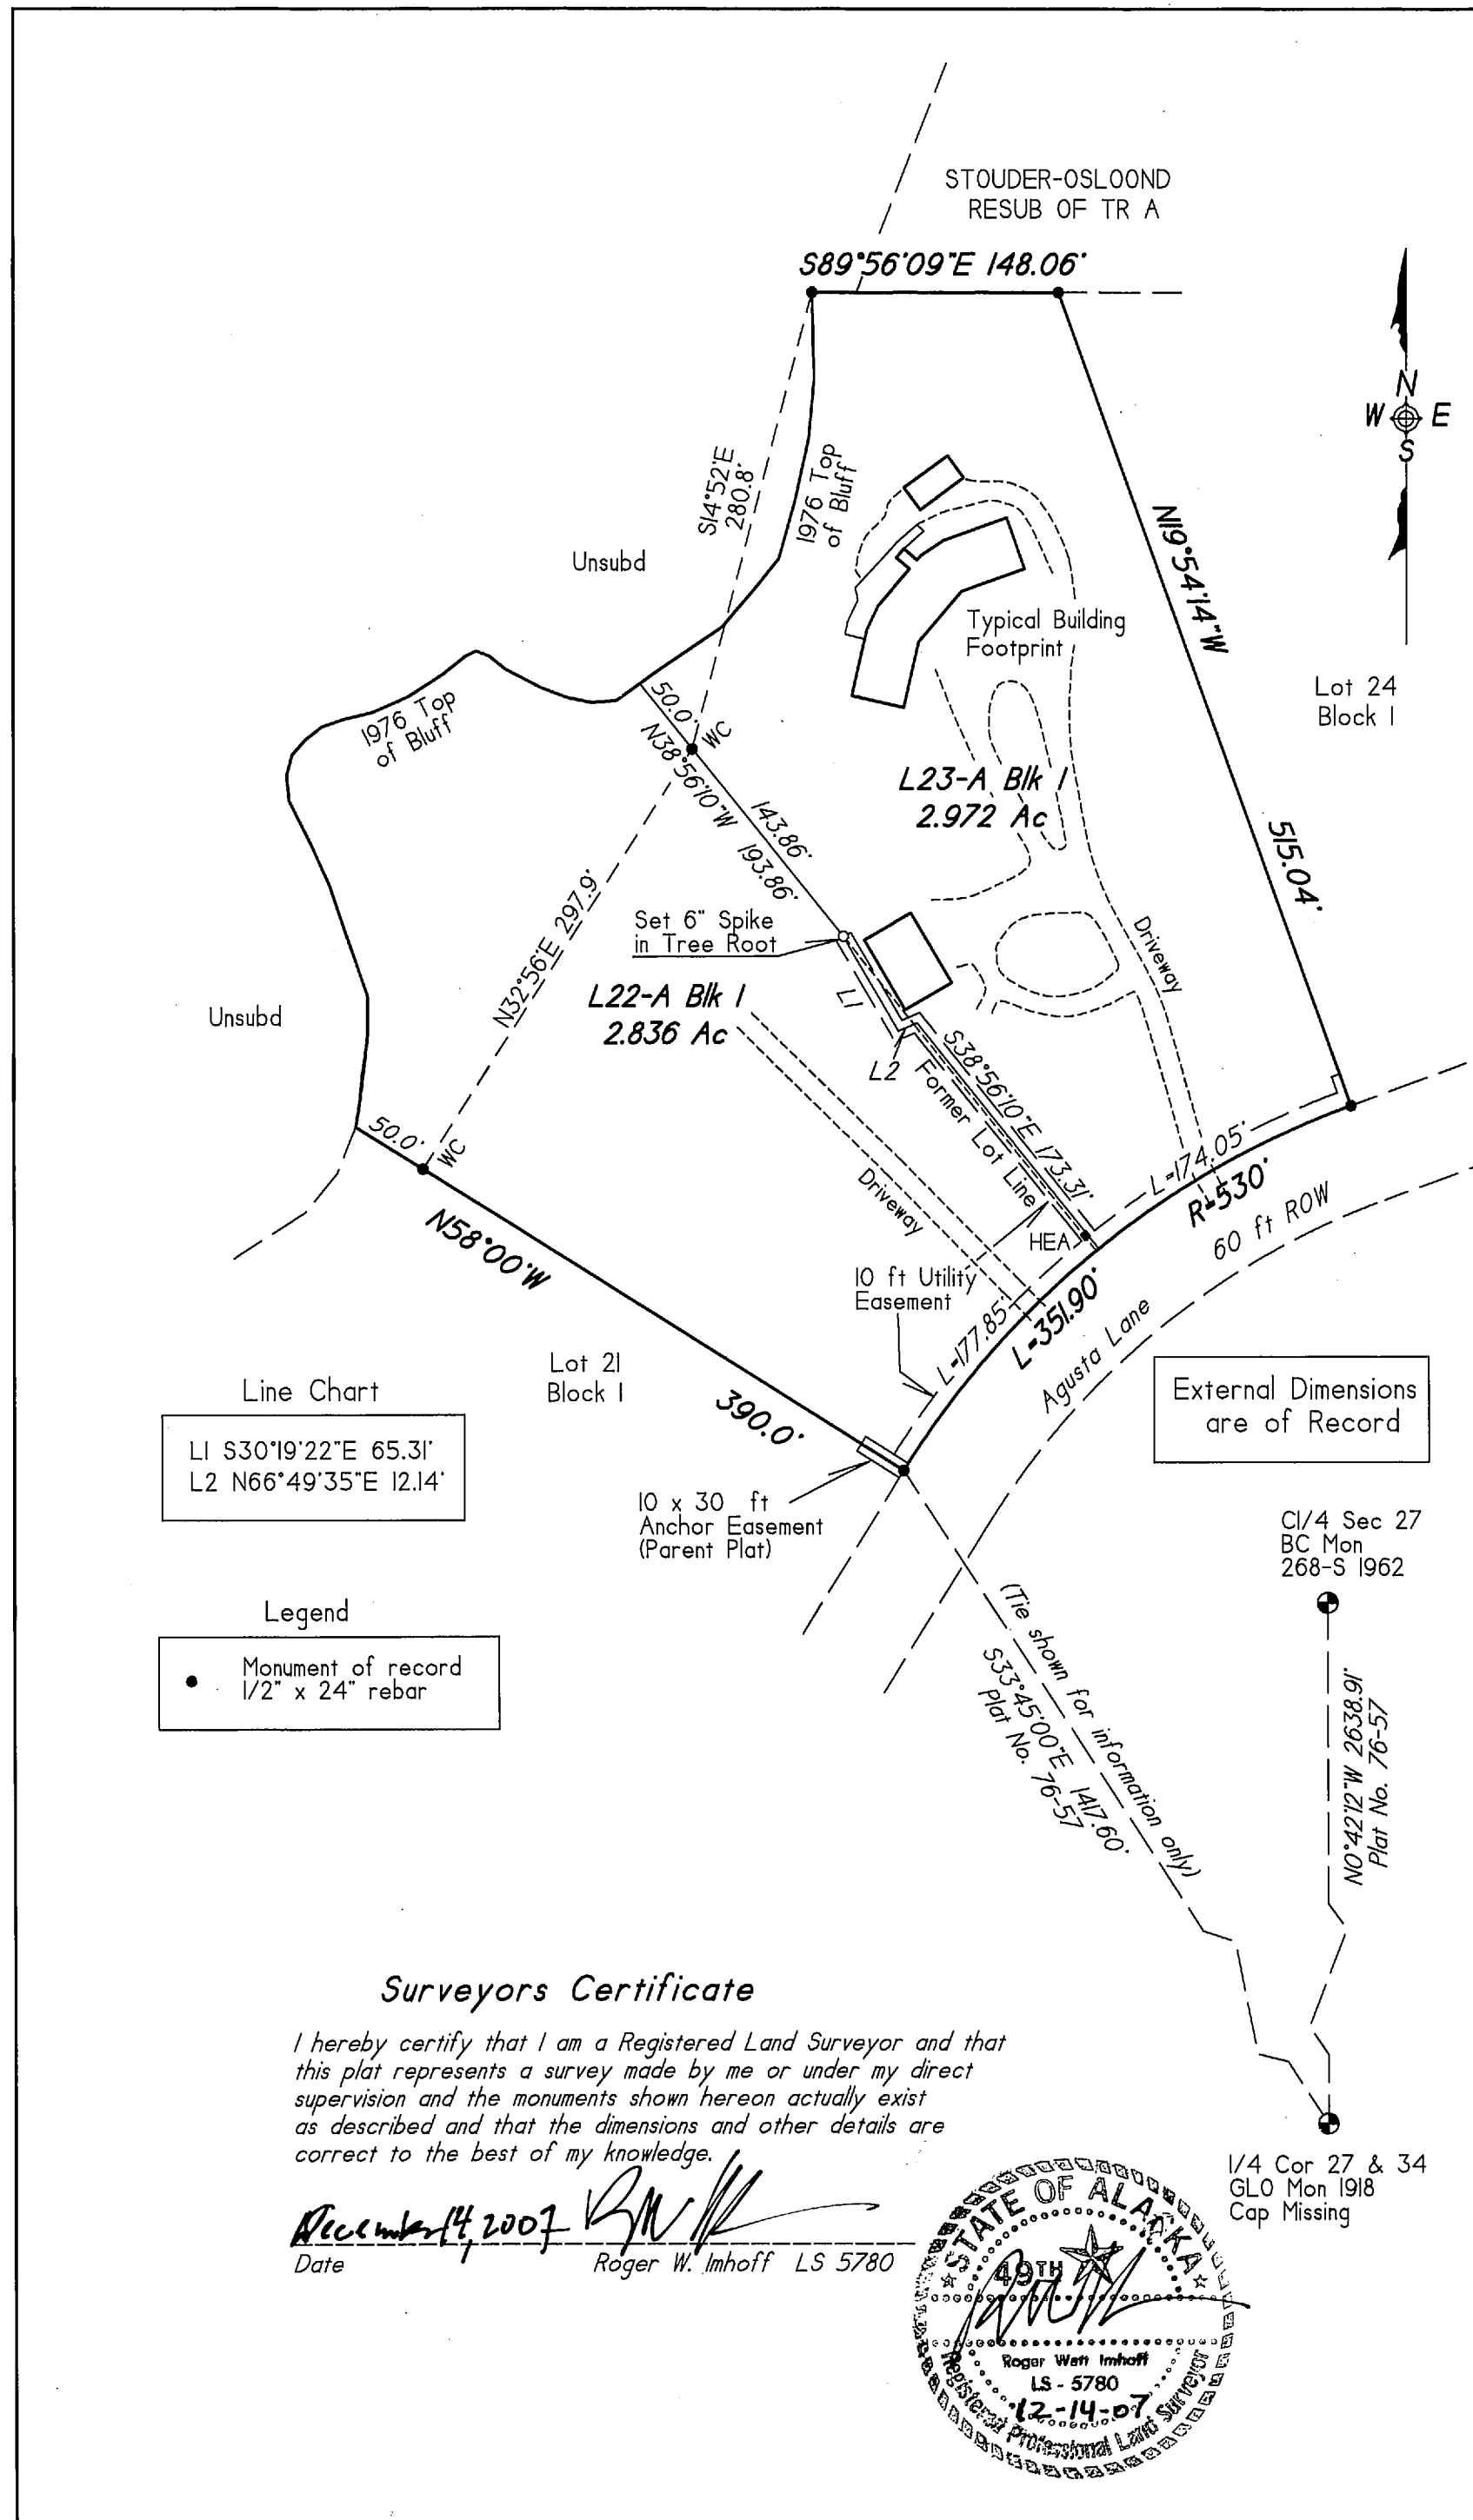 STOUDER-OSLOOND
RESUB OF TR A
S89°56'09"E 148.06'
N
W E
S
S14°52'E
280.8'
1976 Top
of Bluff
Unsubd
N19°54'14"W
515.04'
Typical Building
Footprint
Lot 24
Block 1
1976 Top
of Bluff
50.0'
WC
N38°56'10"W 193.86'
143.86'
L23-A Blk 1
2.972 Ac
Set 6" Spike
in Tree Root
N32°56'E 297.9'
L1
L22-A Blk 1
2.836 Ac
Unsubd
Driveway
L2
S38°56'10"E 173.31'
Former Lot Line
50.0'
WC
Driveway
L=174.05'
R=530'
60 ft ROW
HEA
N58°00'W
390.0'
10 ft Utility
Easement
L=177.85'
L=351.90'
Agusta Lane
Lot 21
Block 1
External Dimensions
are of Record
Line Chart
L1 S30°19'22"E 65.31'
L2 N66°49'35"E 12.14'
10 x 30 ft
Anchor Easement
(Parent Plat)
C1/4 Sec 27
BC Mon
268-S 1962
Legend
Monument of record
1/2" x 24" rebar
(Tie shown for information only)
S33°45'00"E 1417.60'
Plat No. 76-57
N0°42'12"W 2638.91'
Plat No. 76-57
1/4 Cor 27 & 34
GLO Mon 1918
Cap Missing
Surveyors Certificate
I hereby certify that I am a Registered Land Surveyor and that
this plat represents a survey made by me or under my direct
supervision and the monuments shown hereon actually exist
as described and that the dimensions and other details are
correct to the best of my knowledge.
December 14, 2007
Date
Roger W. Imhoff LS 5780
STATE OF ALASKA
49TH
Roger Watt Imhoff
LS - 5780
12-14-07
Registered Professional Land Surveyor